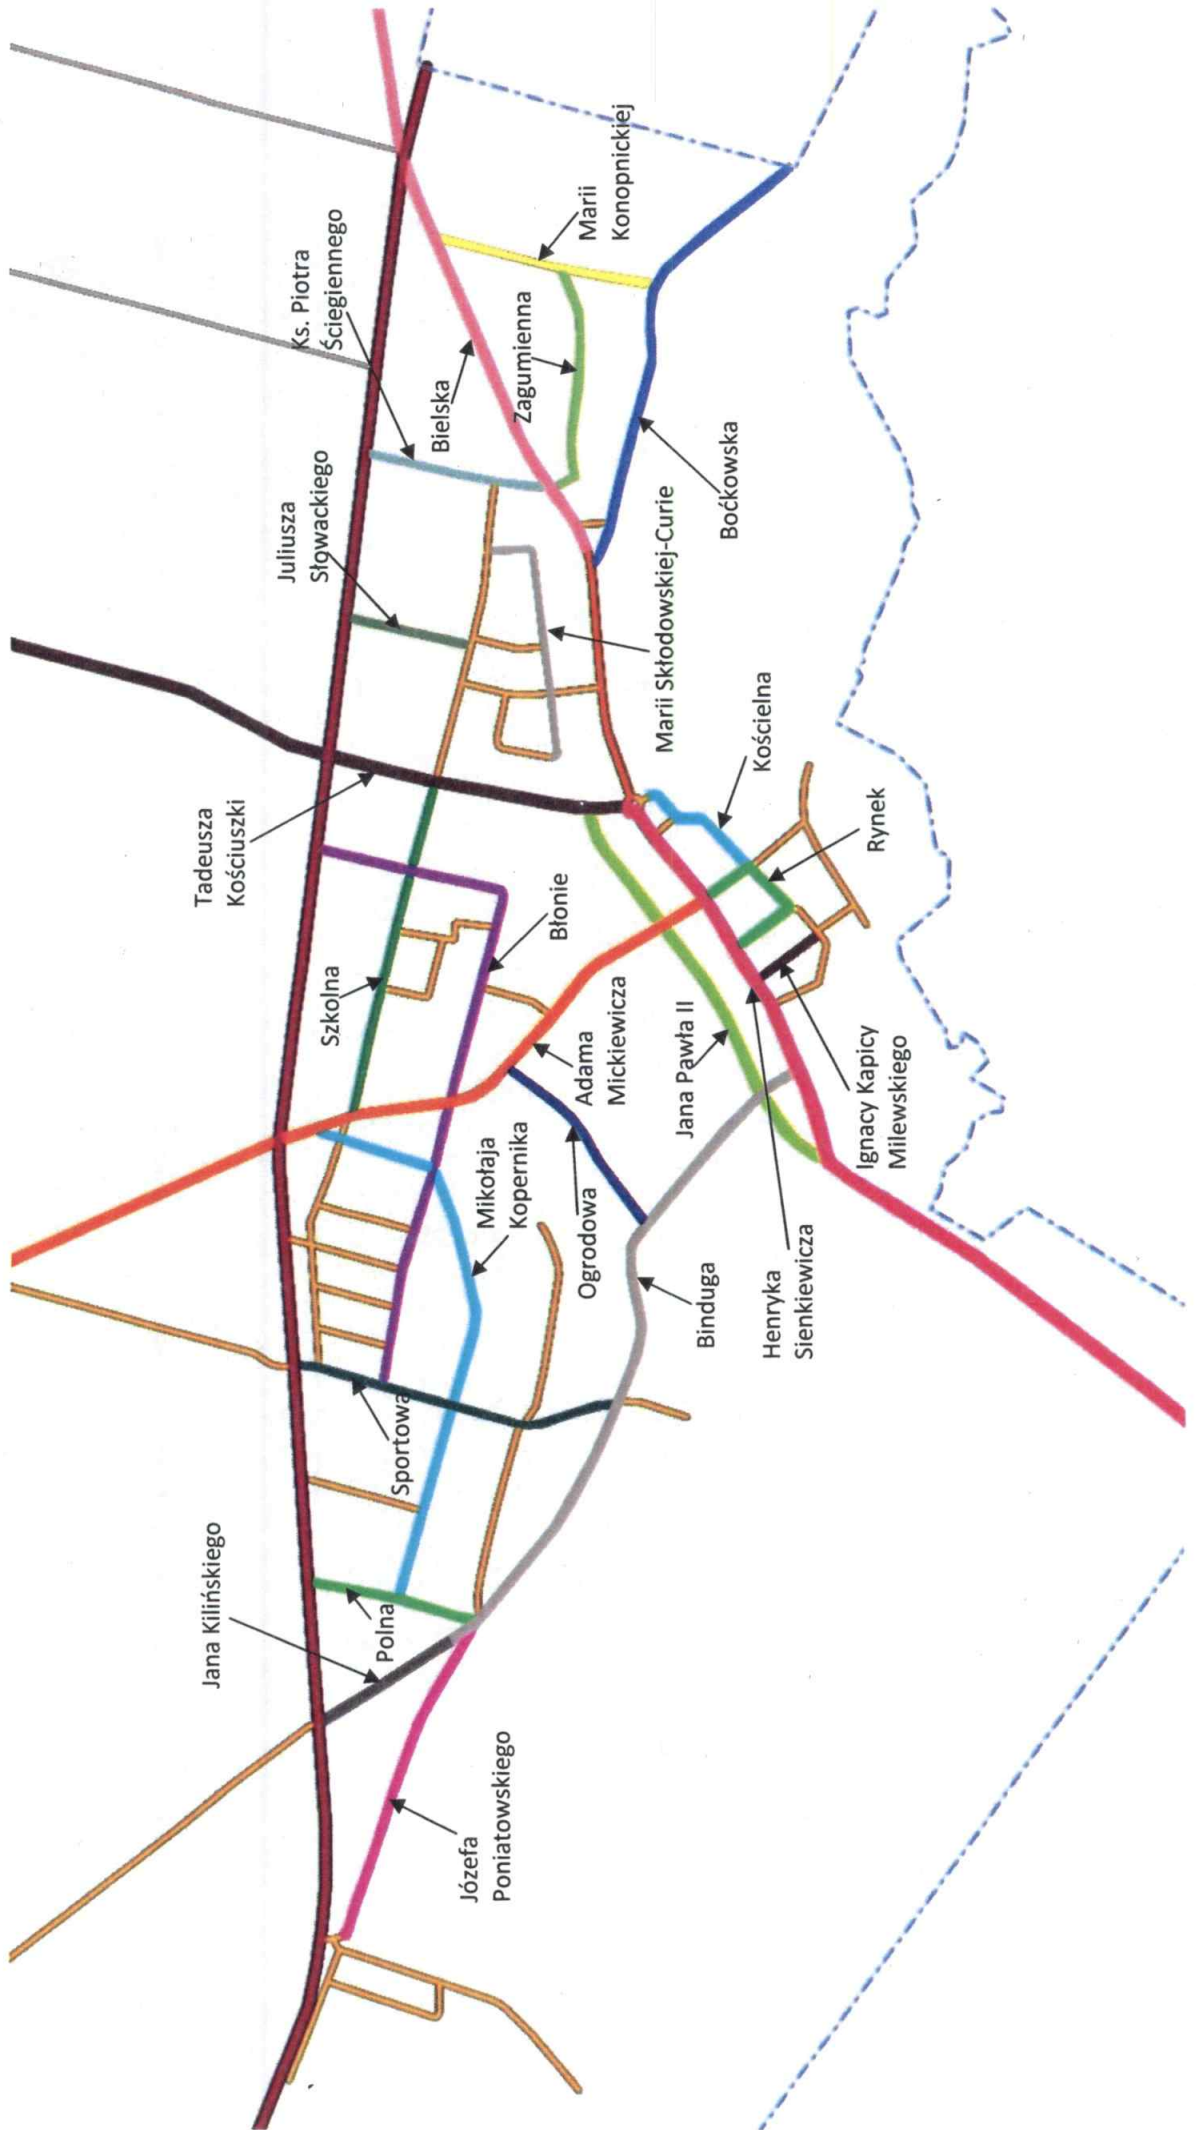 Jana Kilińskiego
Józefa
Poniatowskiego
Polna
Sportowa
Mikołaja
Kopernika
Ogrodowa
Binduga
Henryka
Sienkiewicza
Ignacy Kapicy
Milewskiego
Jana Pawła II
Adama
Mickiewicza
Szkolna
Błonie
Tadeusza
Kościuszki
Rynek
Kościelna
Marii Skłodowskiej-Curie
Juliusza
Słowackiego
Boćkowska
Bielska
Zagumienna
Ks. Piotra
Ściegiennego
Marii
Konopnickiej